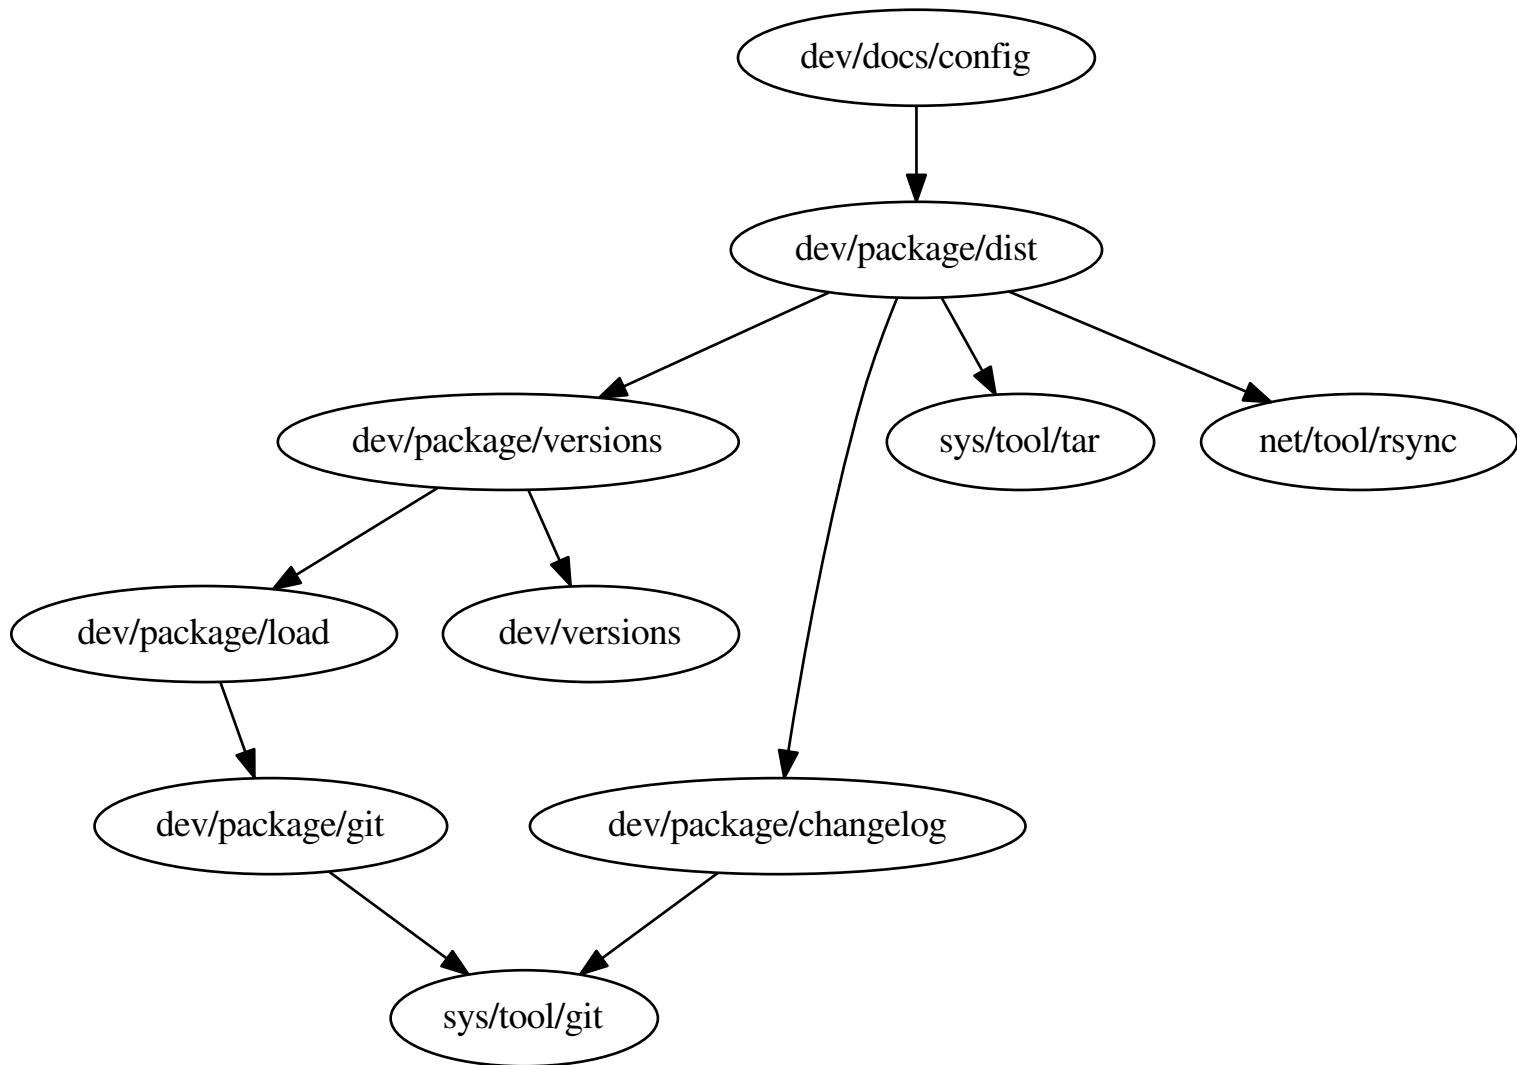 dev/docs/config
dev/package/dist
dev/package/versions
sys/tool/tar
net/tool/rsync
dev/package/load
dev/versions
dev/package/git
dev/package/changelog
sys/tool/git